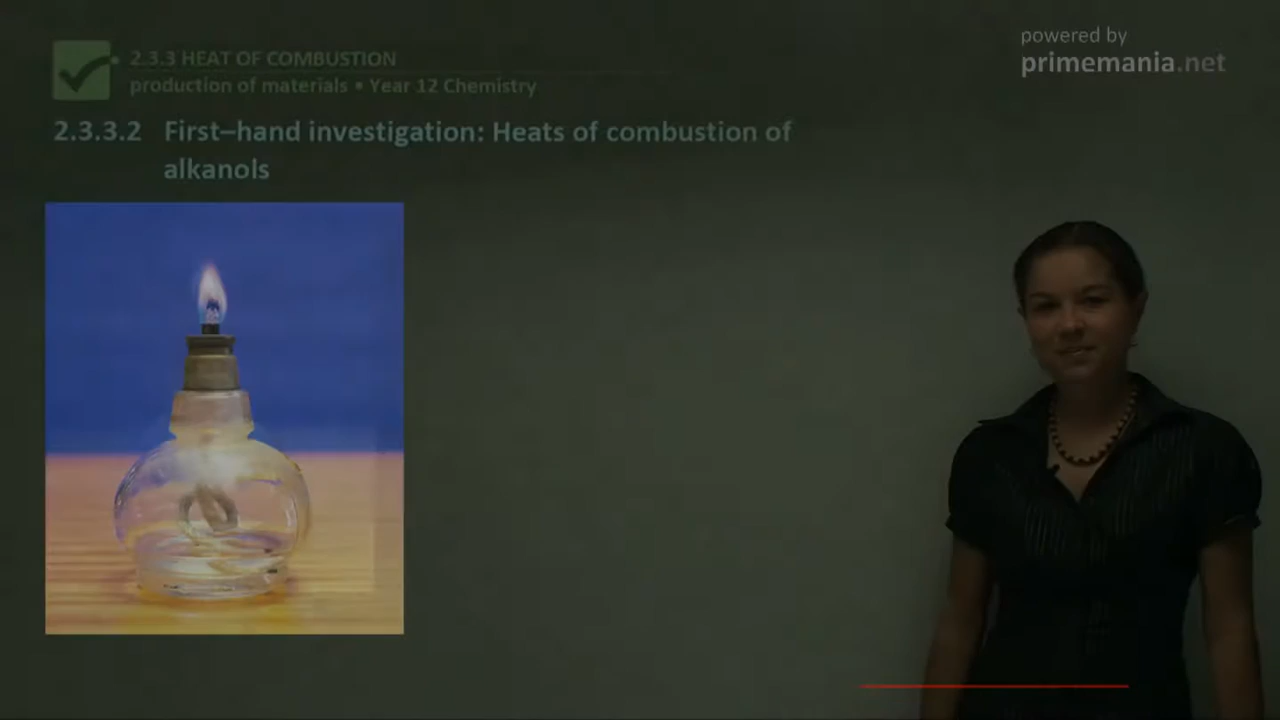 powered by
primemania.net
2.3.3 HEAT OF COMBUSTION
production of materials • Year 12 Chemistry
2.3.3.2 First–hand investigation: Heats of combustion of
alkanols